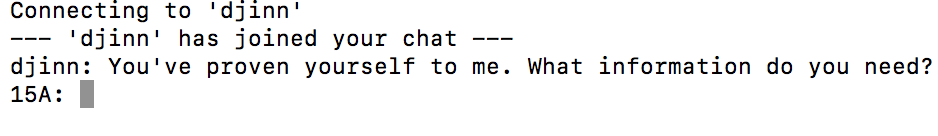 Connecting to 'djinn'
--- 'djinn' has joined your chat ---
djinn: You've proven yourself to me. What information do you need?
15A: